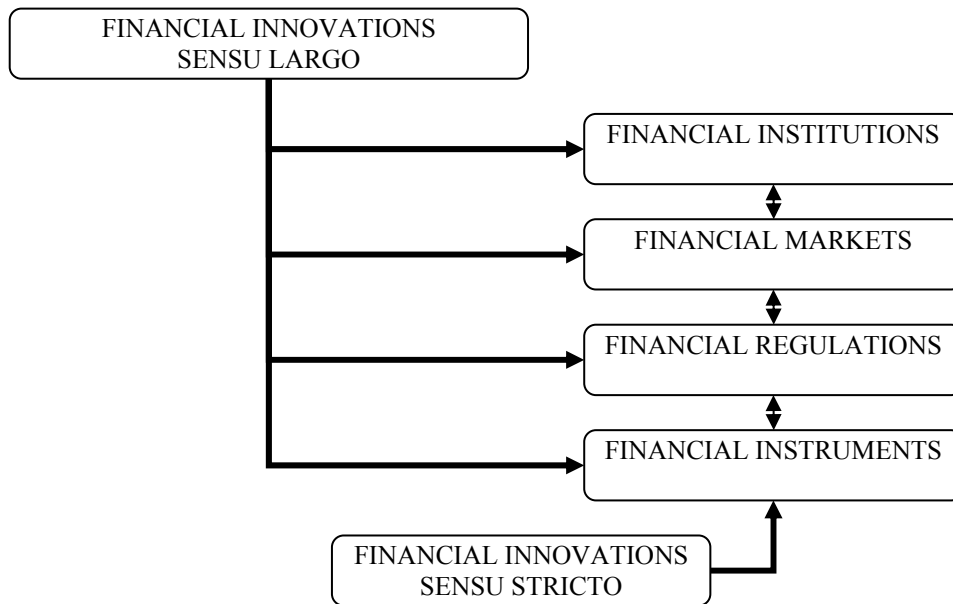 FINANCIAL INNOVATIONS
SENSU LARGO
FINANCIAL INSTITUTIONS
FINANCIAL MARKETS
FINANCIAL REGULATIONS
FINANCIAL INSTRUMENTS
FINANCIAL INNOVATIONS
SENSU STRICTO